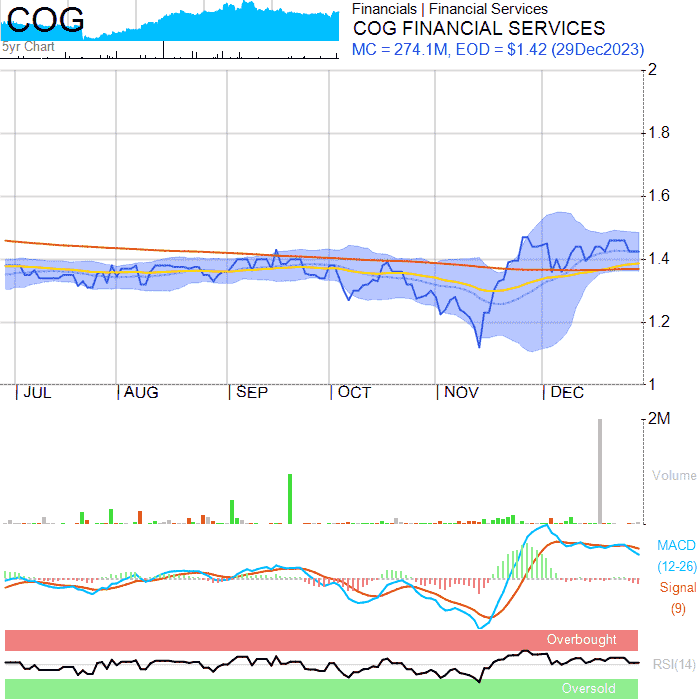 COG
5yr Chart
Financials | Financial Services
COG FINANCIAL SERVICES
MC = 274.1M, EOD = $1.42 (29Dec2023)
2
1.8
1.6
1.4
1.2
1
JUL AUG SEP OCT NOV DEC
2M
Volume
MACD
(12-26)
Signal
(9)
Overbought
RSI(14)
Oversold